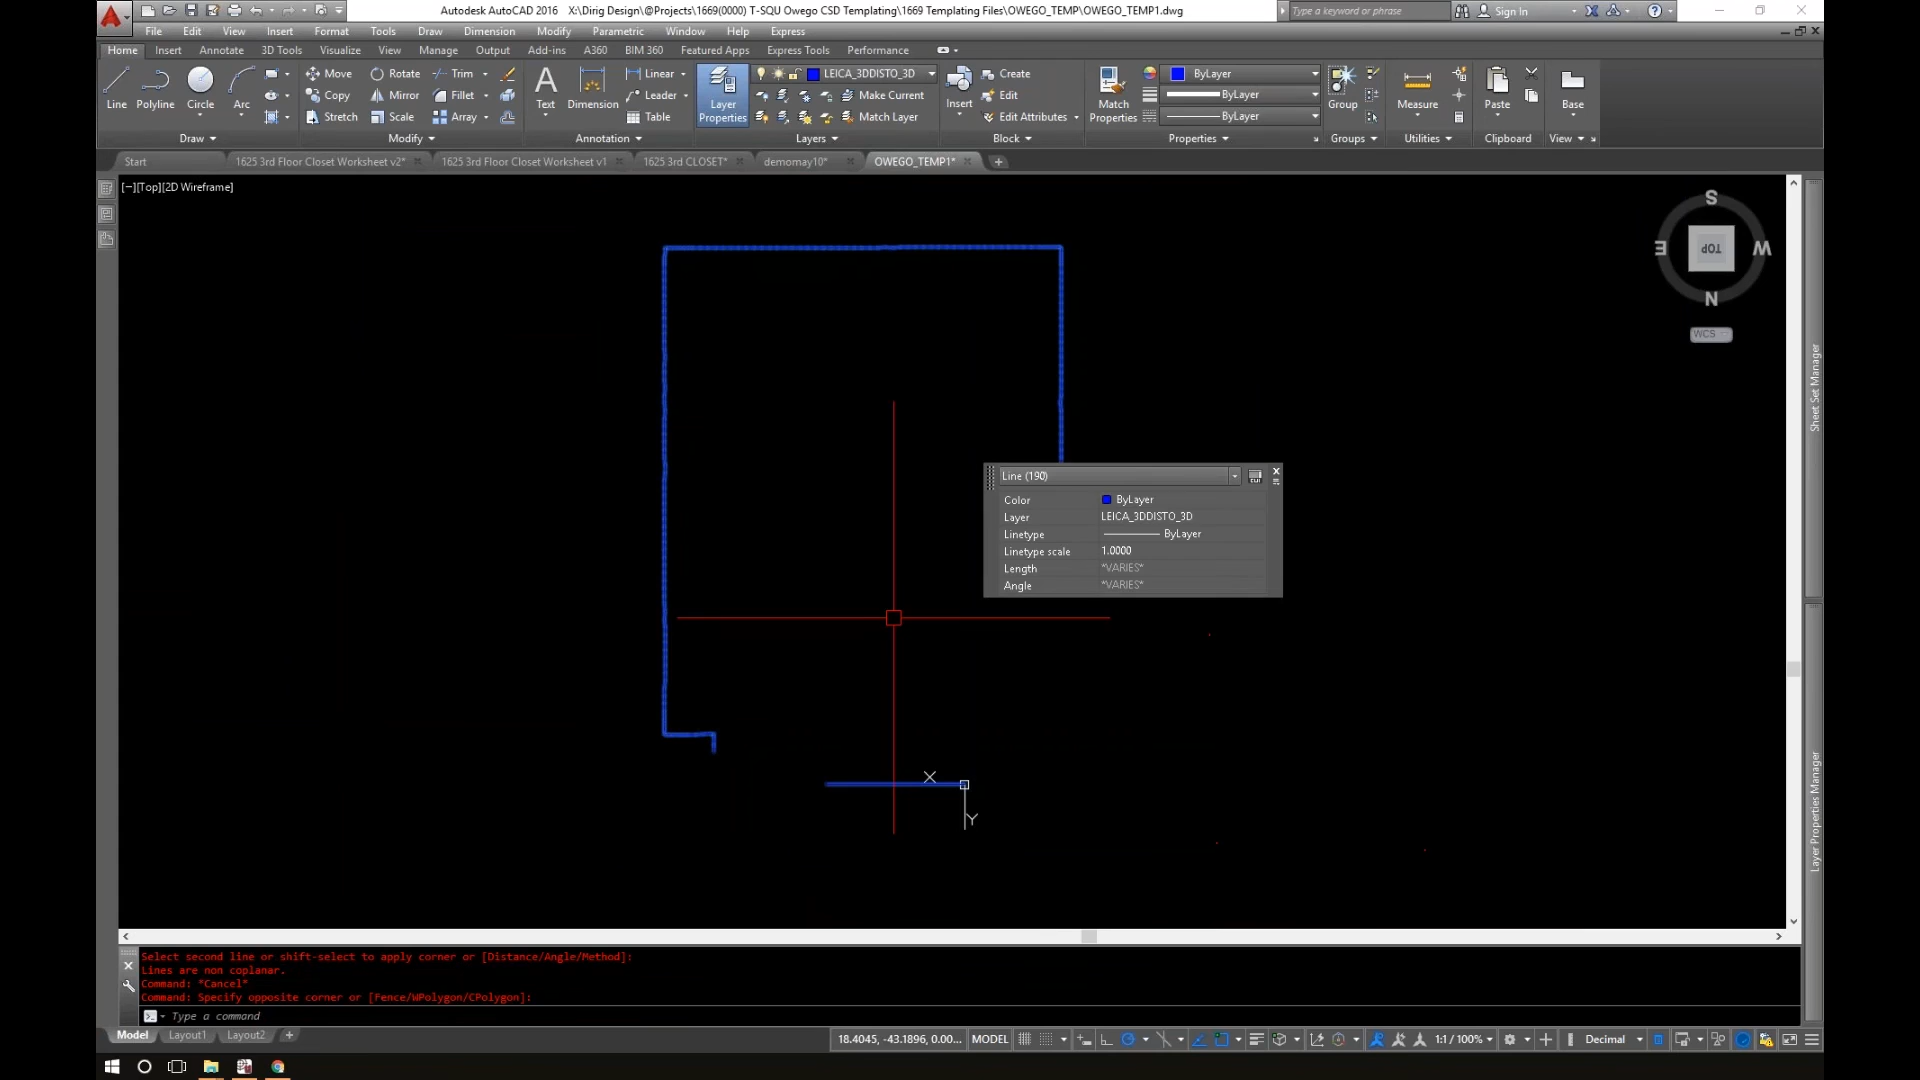 Autodesk AutoCAD 2016 X:\Dirig Design\@Projects\1669(0000) T-SQU Owego CSD Templating\1669 Templating Files\OWEGO_TEMP\OWEGO_TEMP1.dwg
Type a keyword or phrase
Sign In
File Edit View Insert Format Tools Draw Dimension Modify Parametric Window Help Express
Home Insert Annotate 3D Tools Visualize View Manage Output Add-ins A360 BIM 360 Featured Apps Express Tools Performance
Move Rotate Trim LEICA_3DDISTO_3D Linear Create ByLayer
Line Polyline Circle Arc Copy Mirror Fillet Text Dimension Leader Layer Properties Make Current Insert Edit Match Properties ByLayer Group Measure Paste Base
Stretch Scale Array Table Match Layer Edit Attributes ByLayer
Draw Modify Annotation Layers Block Properties Groups Utilities Clipboard View
Start 1625 3rd Floor Closet Worksheet v2* 1625 3rd Floor Closet Worksheet v1 1625 3rd CLOSET* demomay10* OWEGO_TEMP1*
[−][Top][2D Wireframe]
S
E TOP W
N
WCS
Sheet Set Manager
Line (190)
Color ByLayer
Layer LEICA_3DDISTO_3D
Linetype ByLayer
Linetype scale 1.0000
Length *VARIES*
Angle *VARIES*
X
Y
Layer Properties Manager
Select second line or shift-select to apply corner or [Distance/Angle/Method]:
Lines are non coplanar.
Command: *Cancel*
Command: Specify opposite corner or [Fence/WPolygon/CPolygon]:
Type a command
Model Layout1 Layout2
18.4045, -43.1896, 0.00... MODEL 1:1 / 100% Decimal